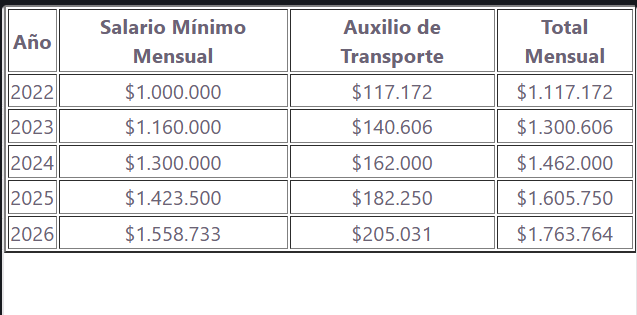 Año Salario Mínimo Mensual Auxilio de Transporte Total Mensual
2022 $1.000.000 $117.172 $1.117.172
2023 $1.160.000 $140.606 $1.300.606
2024 $1.300.000 $162.000 $1.462.000
2025 $1.423.500 $182.250 $1.605.750
2026 $1.558.733 $205.031 $1.763.764